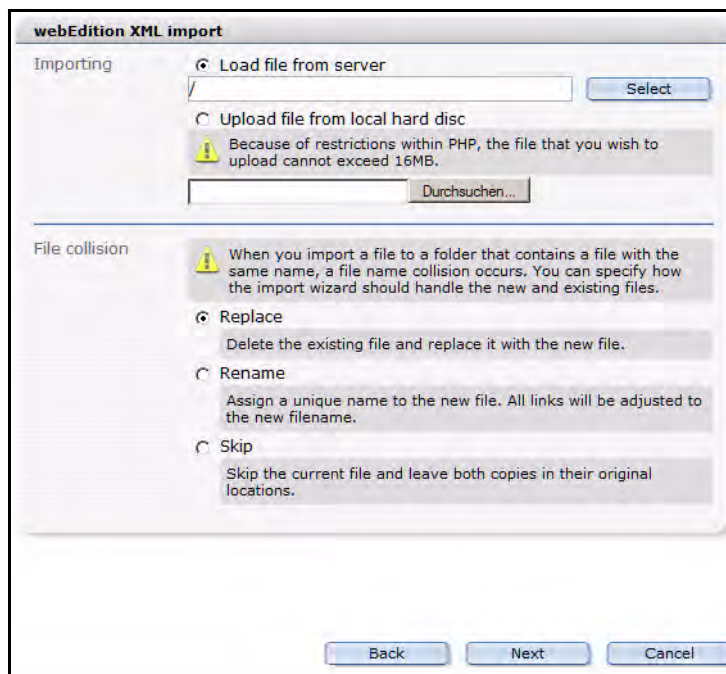 webEdition XML import
Importing
Load file from server
/
Select
Upload file from local hard disc
Because of restrictions within PHP, the file that you wish to
upload cannot exceed 16MB.
Durchsuchen...
File collision
When you import a file to a folder that contains a file with the
same name, a file name collision occurs. You can specify how
the import wizard should handle the new and existing files.
Replace
Delete the existing file and replace it with the new file.
Rename
Assign a unique name to the new file. All links will be adjusted to
the new filename.
Skip
Skip the current file and leave both copies in their original
locations.
Back
Next
Cancel